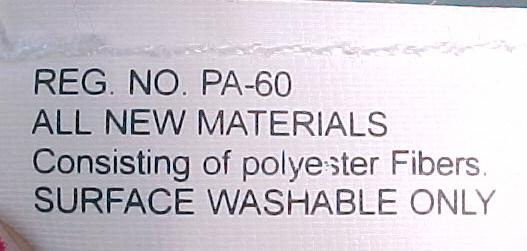 REG. NO. PA-60
ALL NEW MATERIALS
Consisting of polyester Fibers.
SURFACE WASHABLE ONLY